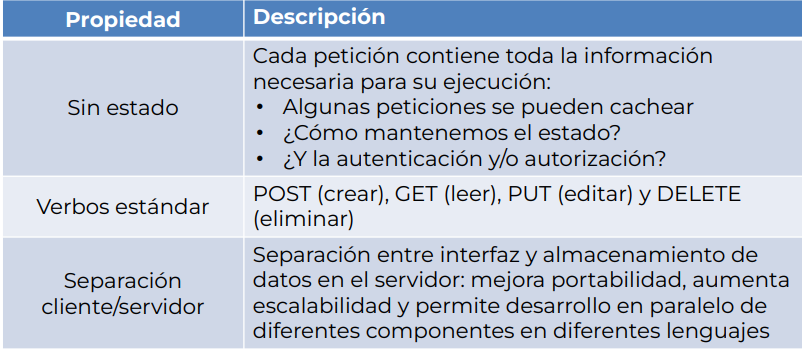 Propiedad
Descripción
Sin estado
Cada petición contiene toda la información
necesaria para su ejecución:
• Algunas peticiones se pueden cachear
• ¿Cómo mantenemos el estado?
• ¿Y la autenticación y/o autorización?
Verbos estándar
POST (crear), GET (leer), PUT (editar) y DELETE
(eliminar)
Separación
cliente/servidor
Separación entre interfaz y almacenamiento de
datos en el servidor: mejora portabilidad, aumenta
escalabilidad y permite desarrollo en paralelo de
diferentes componentes en diferentes lenguajes